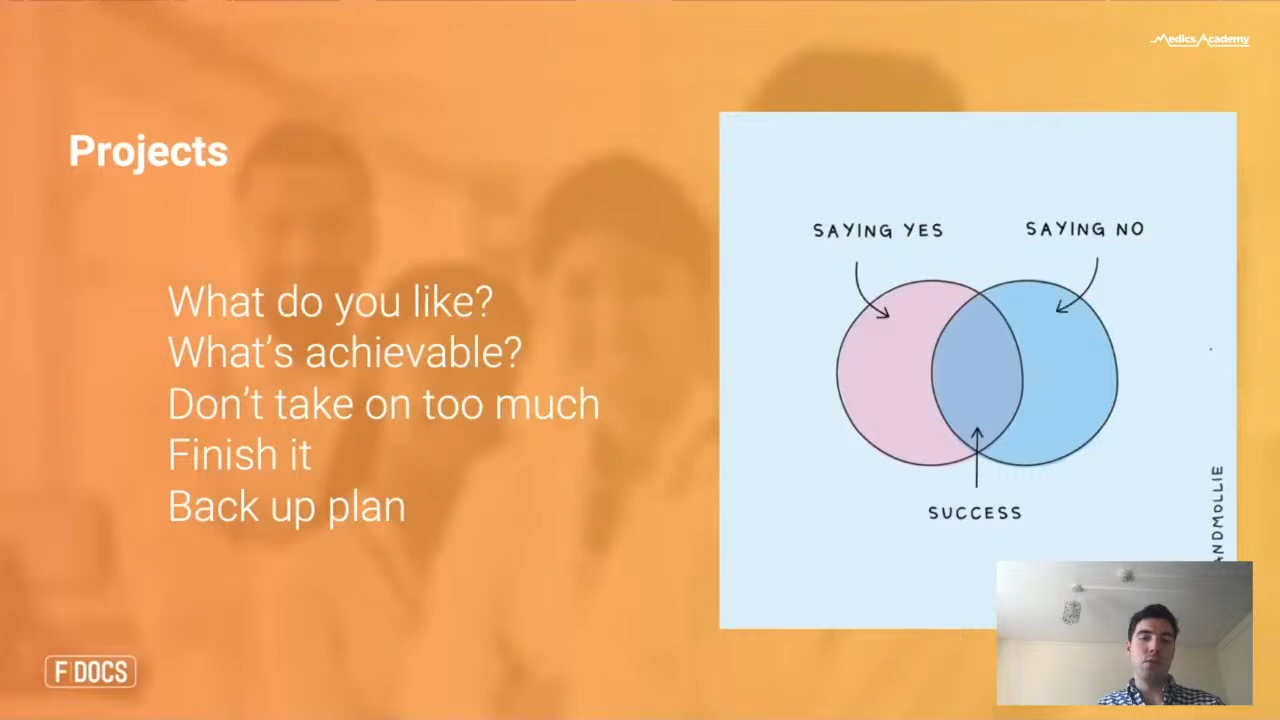 Medics.Academy
Projects
What do you like?
What's achievable?
Don't take on too much
Finish it
Back up plan
SAYING YES
SAYING NO
SUCCESS
ANDMOLLIE
F DOCS